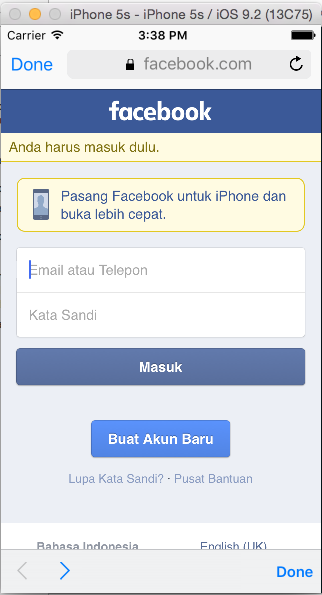 iPhone 5s - iPhone 5s / iOS 9.2 (13C75)
Carrier 3:38 PM
Done facebook.com
facebook
Anda harus masuk dulu.
Pasang Facebook untuk iPhone dan
buka lebih cepat.
Email atau Telepon
Kata Sandi
Masuk
Buat Akun Baru
Lupa Kata Sandi? · Pusat Bantuan
Bahasa Indonesia English (UK)
Done